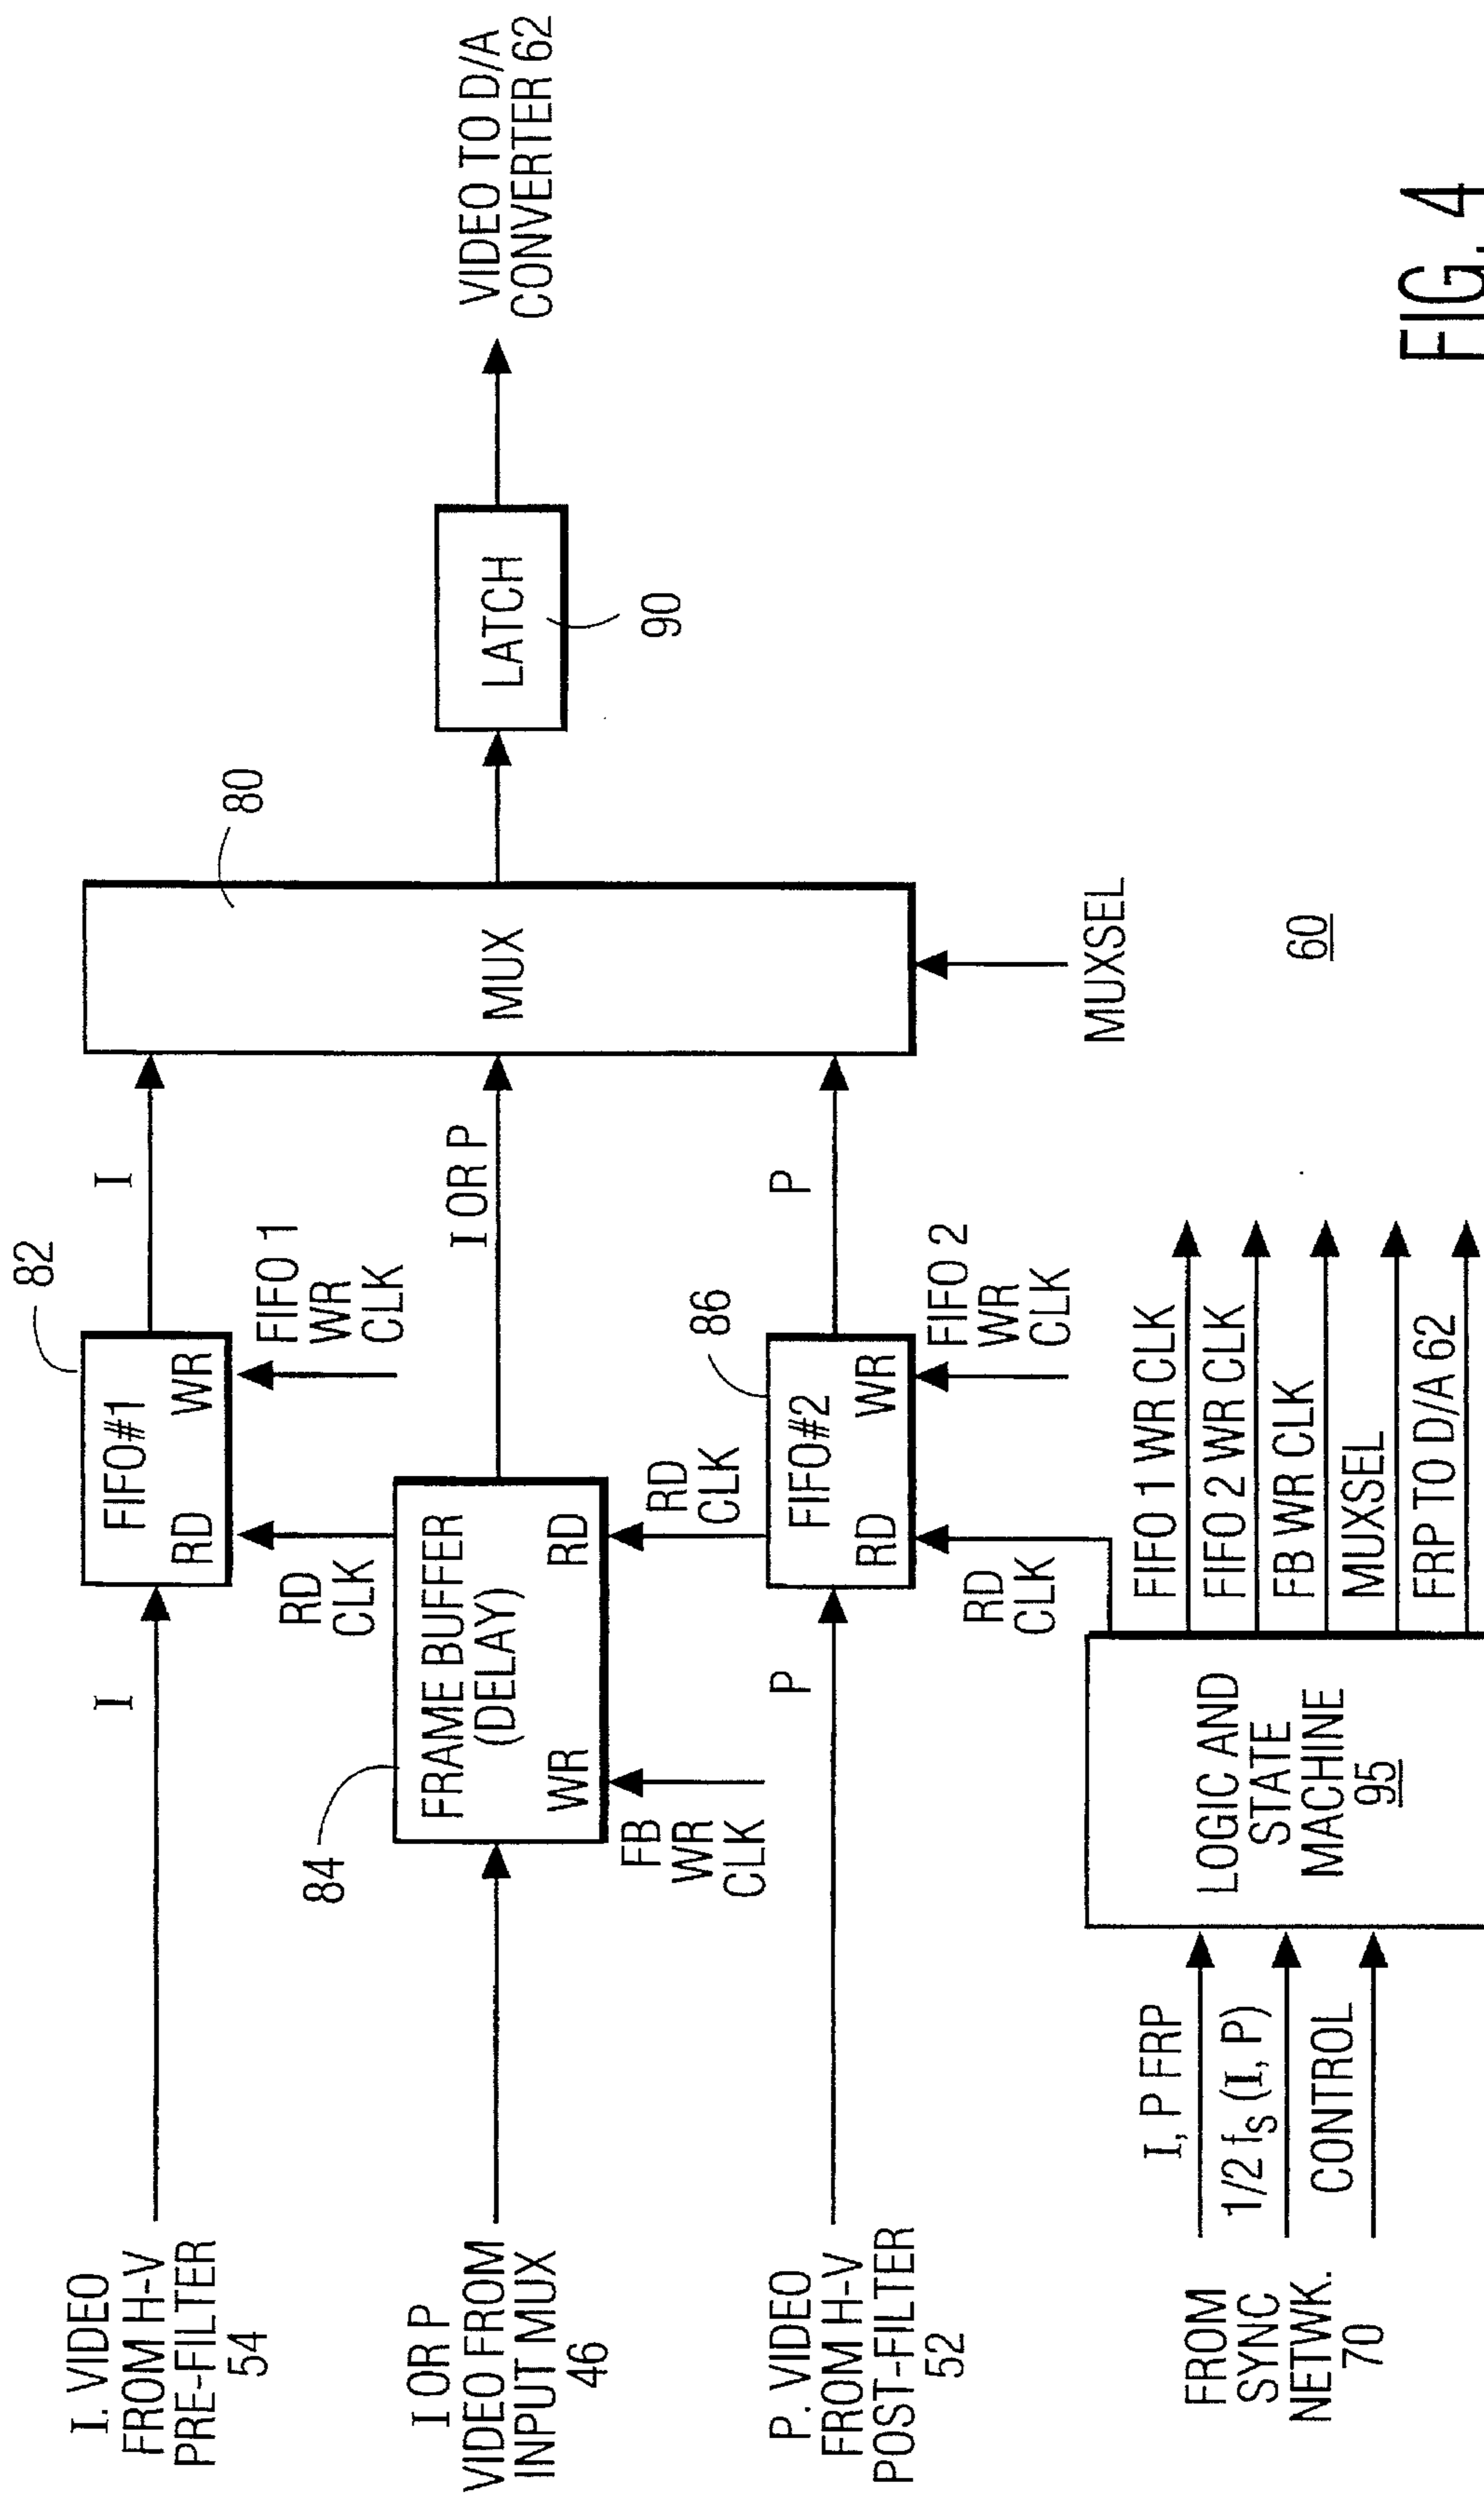 I. VIDEO
FROM H-V
PRE-FILTER
54
I
82
FIFO#1
RD
WR
I
RD
CLK
FIFO 1
WR
CLK
80
MUX
LATCH
90
VIDEO TO D/A
CONVERTER 62
I OR P
VIDEO FROM
INPUT MUX
46
84
FRAME BUFFER
(DELAY)
WR
RD
I OR P
FB
WR
CLK
RD
CLK
P. VIDEO
FROM H-V
POST-FILTER
52
P
86
FIFO#2
RD
WR
P
RD
CLK
FIFO 2
WR
CLK
MUXSEL
FROM
SYNC
NETWK.
70
I, P FRP
1/2 fS (I, P)
CONTROL
LOGIC AND
STATE
MACHINE
95
FIFO 1 WR CLK
FIFO 2 WR CLK
FB WR CLK
MUXSEL
FRP TO D/A 62
60
FIG. 4